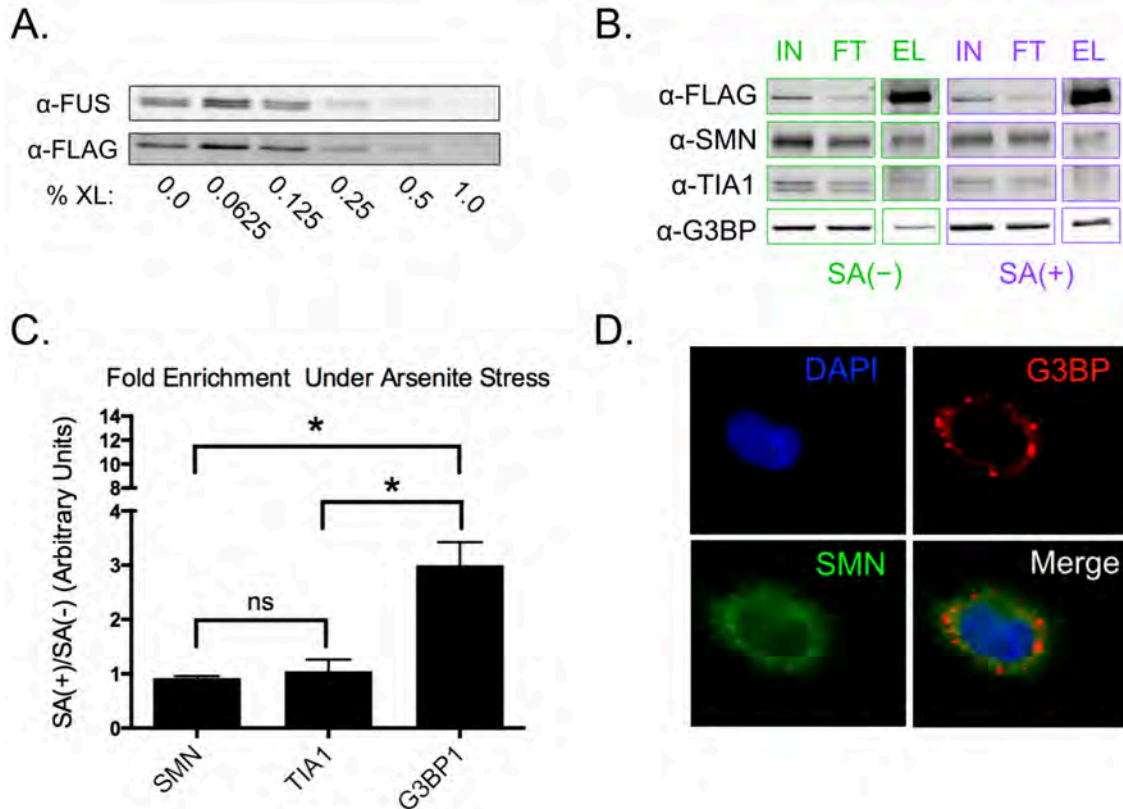 A.
α-FUS
α-FLAG
% XL:
0.0
0.0625
0.125
0.25
0.5
1.0
B.
IN FT EL IN FT EL
α-FLAG
α-SMN
α-TIA1
α-G3BP
SA(−) SA(+)
C.
Fold Enrichment Under Arsenite Stress
SA(+)/SA(-) (Arbitrary Units)
14
12
10
8
4
3
2
1
0
*
*
ns
SMN
TIA1
G3BP1
D.
DAPI
G3BP
SMN
Merge